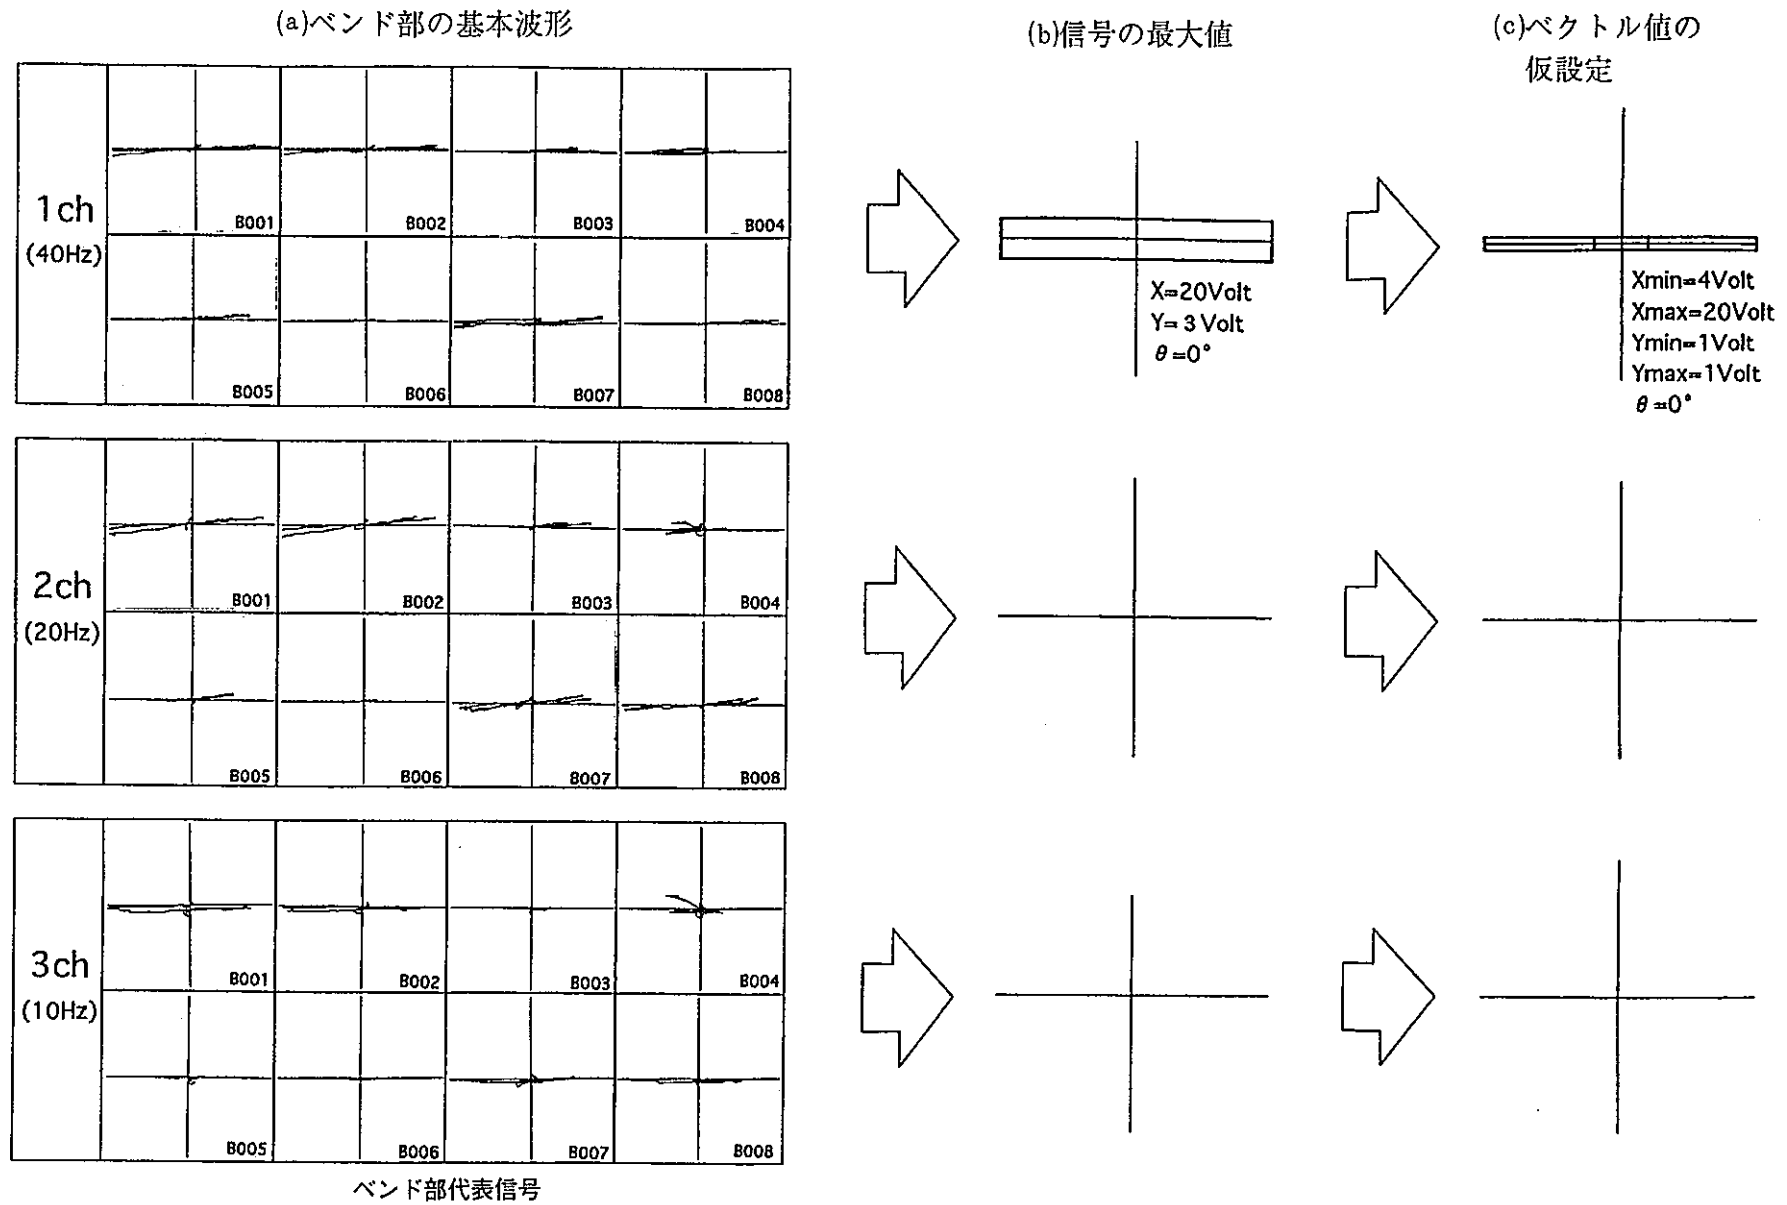 (a)ベンド部の基本波形
(b)信号の最大値
(c)ベクトル値の
仮設定
1ch
(40Hz)
B001
B002
B003
B004
B005
B006
B007
B008
X=20Volt
Y=3Volt
θ=0°
Xmin=4Volt
Xmax=20Volt
Ymin=1Volt
Ymax=1Volt
θ=0°
2ch
(20Hz)
B001
B002
B003
B004
B005
B006
B007
B008
3ch
(10Hz)
B001
B002
B003
B004
B005
B006
B007
B008
ベンド部代表信号